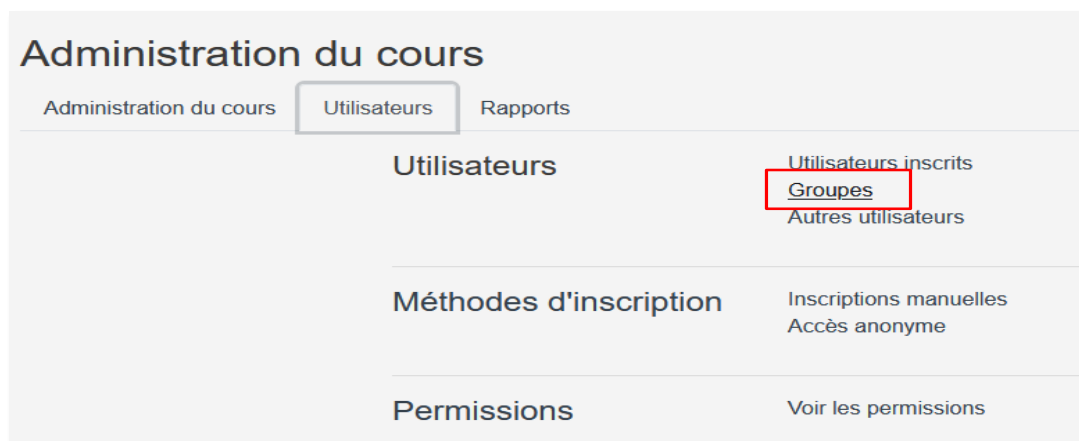 Administration du cours
Administration du cours Utilisateurs Rapports
Utilisateurs Utilisateurs inscrits
Groupes
Autres utilisateurs
Méthodes d'inscription Inscriptions manuelles
Accès anonyme
Permissions Voir les permissions